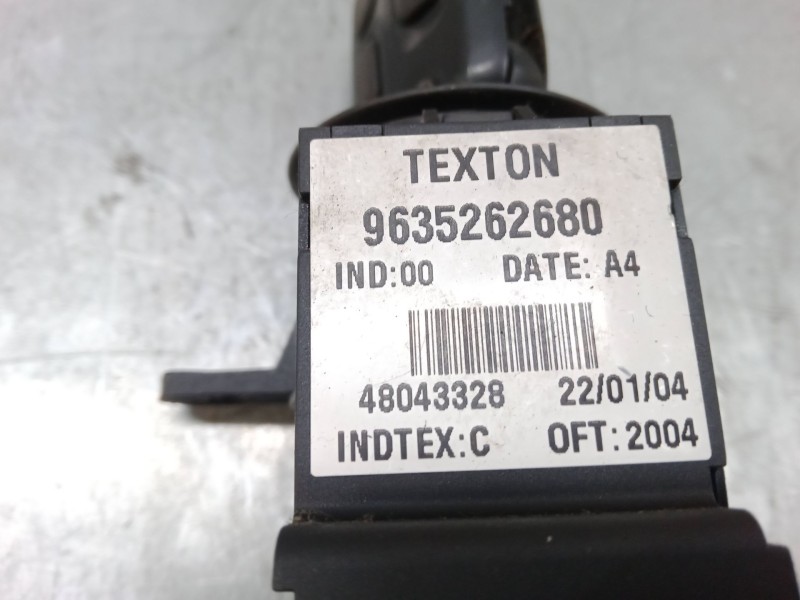 TEXTON
9635262680
IND:00 DATE: A4
48043328 22/01/04
INDTEX:C OFT:2004